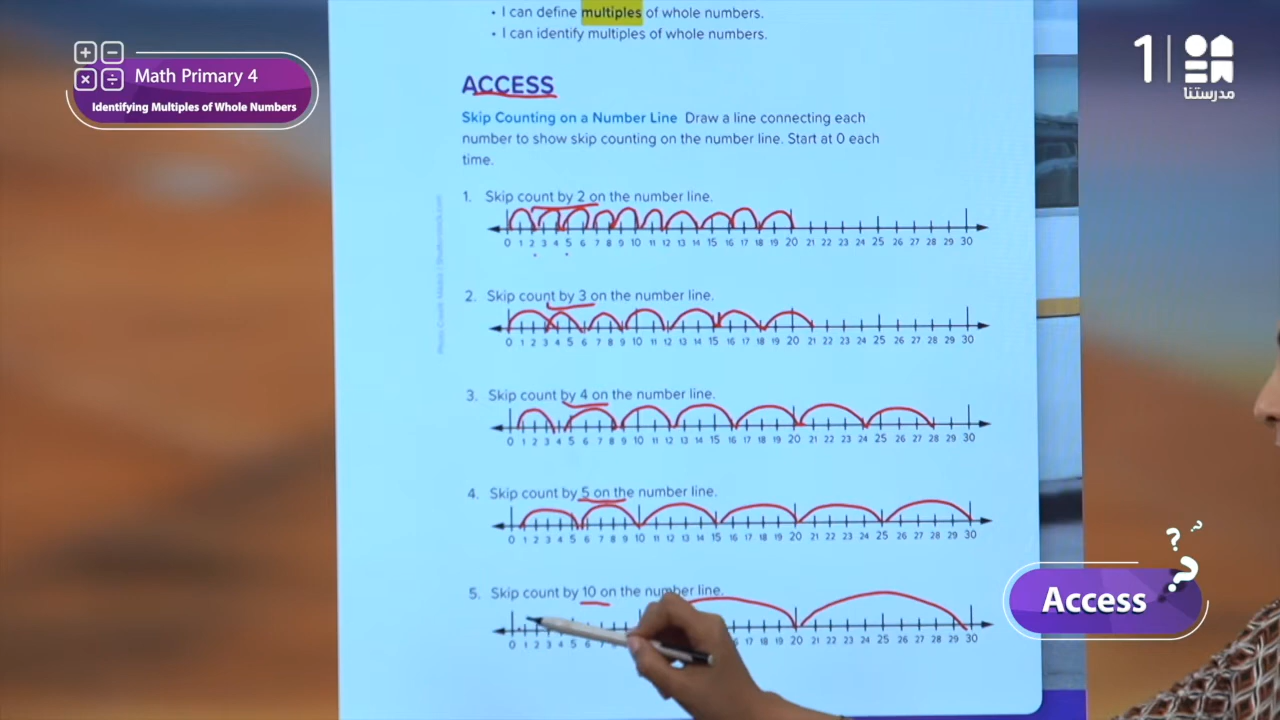 • I can define multiples of whole numbers.
• I can identify multiples of whole numbers.
Math Primary 4
Identifying Multiples of Whole Numbers
1
مدرستنا
ACCESS
Skip Counting on a Number Line Draw a line connecting each
number to show skip counting on the number line. Start at 0 each
time.
1. Skip count by 2 on the number line.
0 1 2 3 4 5 6 7 8 9 10 11 12 13 14 15 16 17 18 19 20 21 22 23 24 25 26 27 28 29 30
2. Skip count by 3 on the number line.
0 1 2 3 4 5 6 7 8 9 10 11 12 13 14 15 16 17 18 19 20 21 22 23 24 25 26 27 28 29 30
3. Skip count by 4 on the number line.
0 1 2 3 4 5 6 7 8 9 10 11 12 13 14 15 16 17 18 19 20 21 22 23 24 25 26 27 28 29 30
4. Skip count by 5 on the number line.
0 1 2 3 4 5 6 7 8 9 10 11 12 13 14 15 16 17 18 19 20 21 22 23 24 25 26 27 28 29 30
5. Skip count by 10 on the number line.
0 1 2 3 4 5 6 17 18 19 20 21 22 23 24 25 26 27 28 29 30
Access